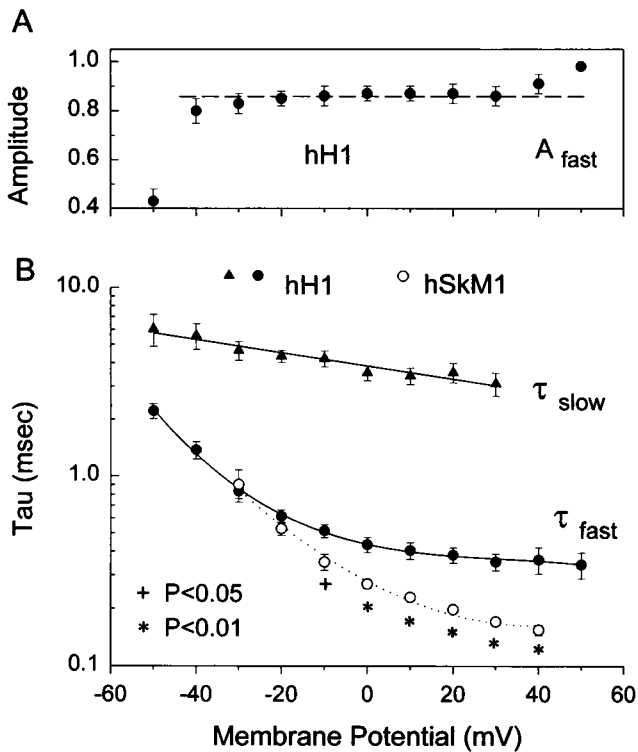 A
1.0
0.8
0.6
0.4
Amplitude
hH1
A fast
B
▲ ● hH1 ○ hSkM1
10.0
1.0
0.1
Tau (msec)
τ slow
τ fast
+ P<0.05
* P<0.01
+
* * * * *
-60 -40 -20 0 20 40 60
Membrane Potential (mV)